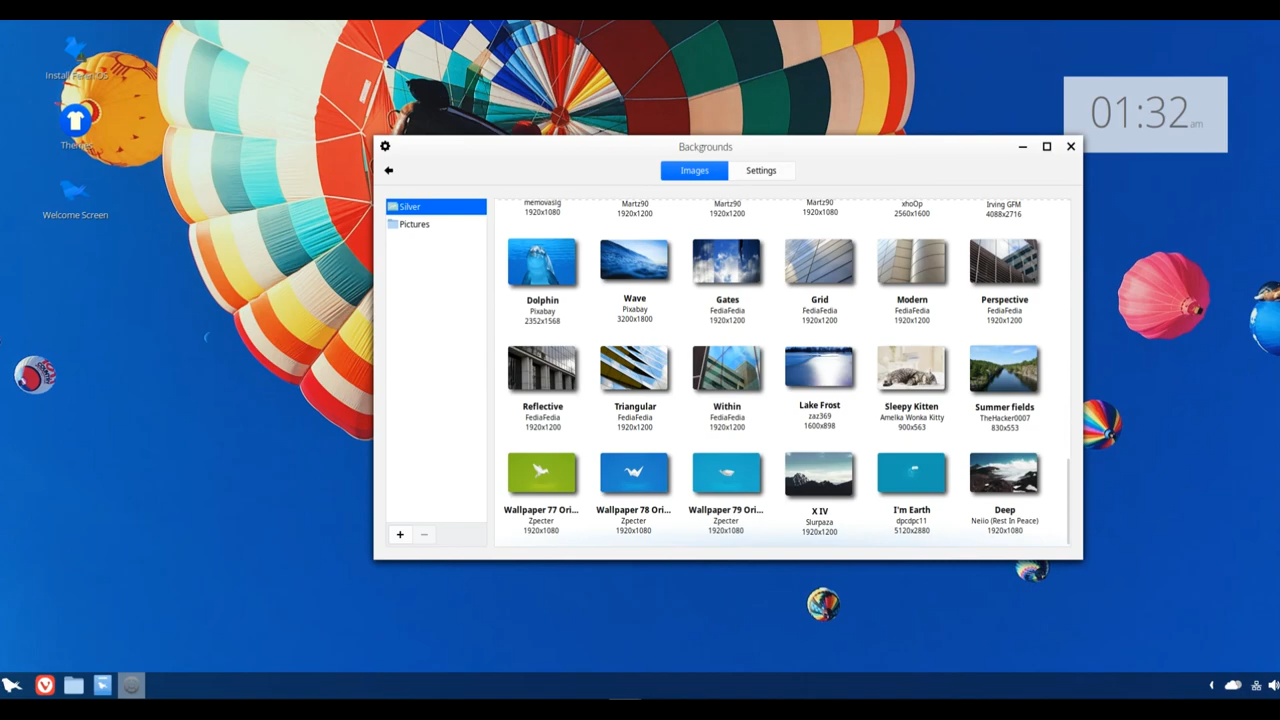 Install Feren OS
Themes
Welcome Screen
01:32 am
Backgrounds
Images
Settings
Silver
Pictures
memovaslg
1920x1080
Martz90
1920x1200
Martz90
1920x1200
Martz90
1920x1080
xhoOp
2560x1600
Irving GFM
4088x2716
Dolphin
Pixabay
2352x1568
Wave
Pixabay
3200x1800
Gates
FediaFedia
1920x1200
Grid
FediaFedia
1920x1200
Modern
FediaFedia
1920x1200
Perspective
FediaFedia
1920x1200
Reflective
FediaFedia
1920x1200
Triangular
FediaFedia
1920x1200
Within
FediaFedia
1920x1200
Lake Frost
zaz369
1600x898
Sleepy Kitten
Amelka Wonka Kitty
900x563
Summer fields
TheHacker0007
830x553
Wallpaper 77 Ori...
Zpecter
1920x1080
Wallpaper 78 Ori...
Zpecter
1920x1080
Wallpaper 79 Ori...
Zpecter
1920x1080
X IV
Slurpaza
1920x1200
I'm Earth
dpcdpc11
5120x2880
Deep
Neiio (Rest In Peace)
1920x1080